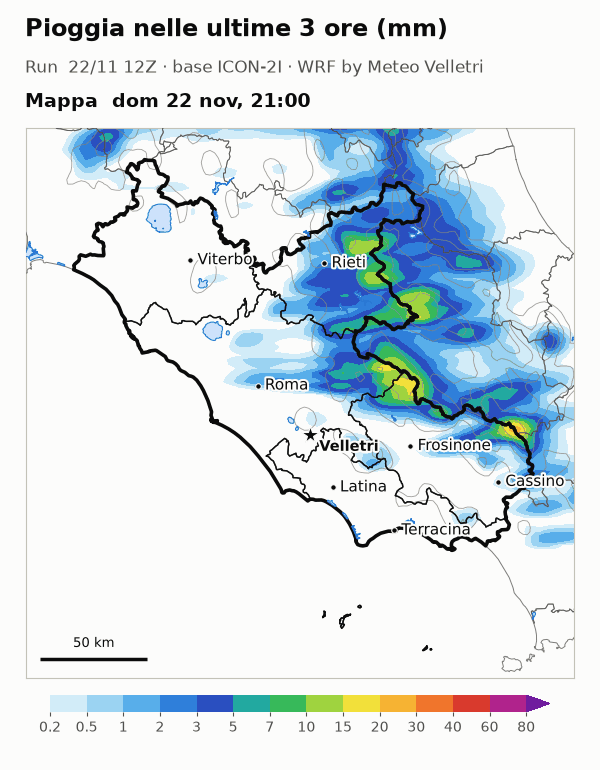 Pioggia nelle ultime 3 ore (mm)
Run  22/11 12Z · base ICON-2I · WRF by Meteo Velletri
Mappa  dom 22 nov, 21:00
Viterbo
Rieti
Roma
Velletri
Frosinone
Cassino
Latina
Terracina
50 km
0.2 0.5 1 2 3 5 7 10 15 20 30 40 60 80